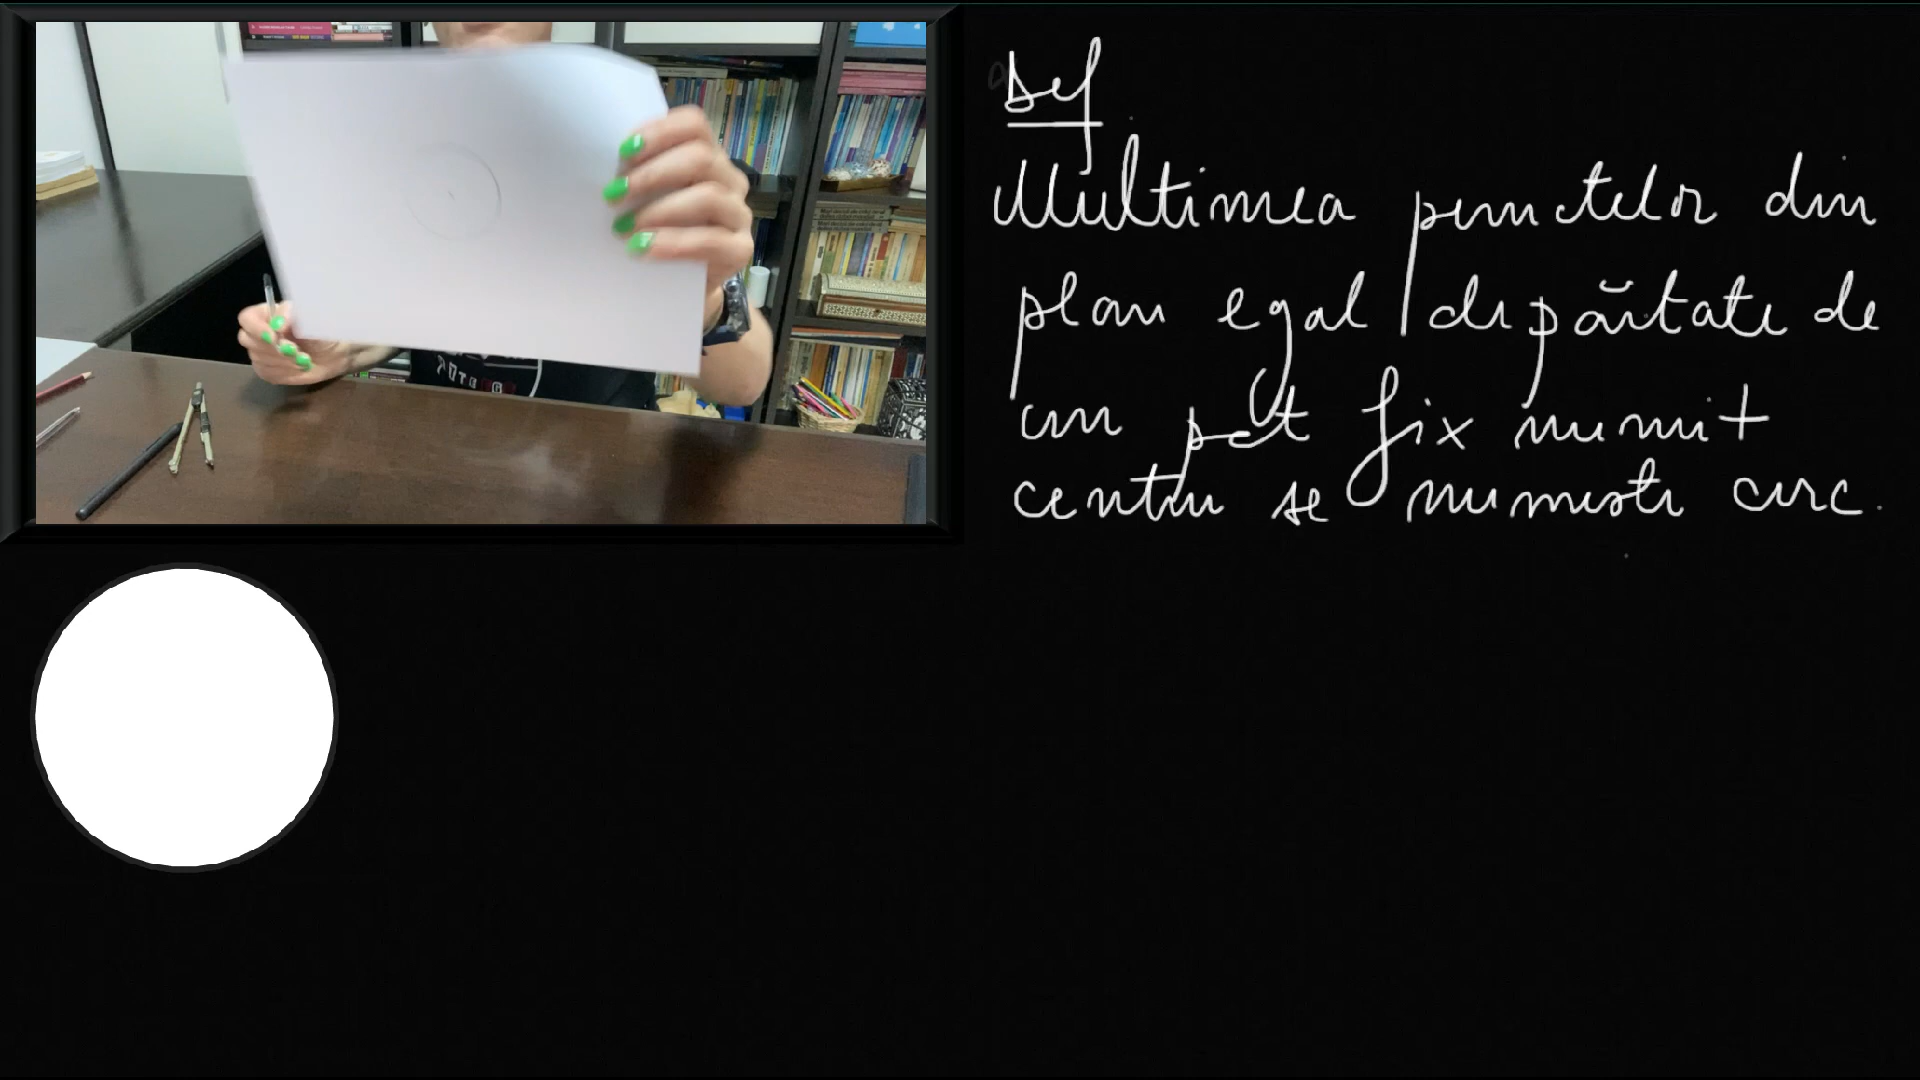 Def
Multimea punctelor din
plan egal depărtate de
un pct fix numit
centru se numeste cerc.